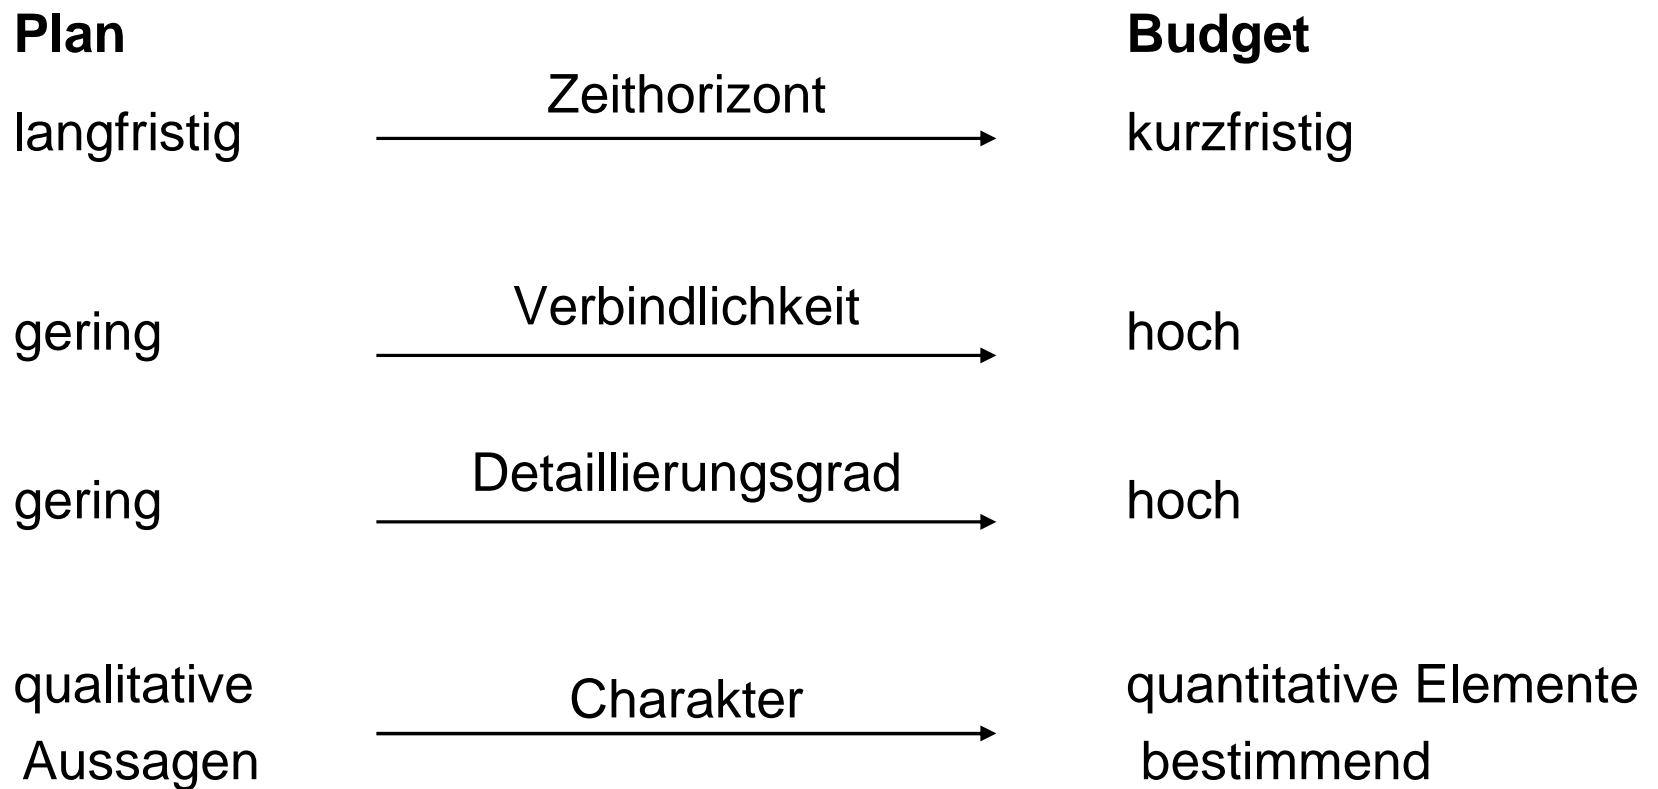 Plan Budget
Zeithorizont
langfristig kurzfristig
Verbindlichkeit
gering hoch
Detaillierungsgrad
gering hoch
qualitative Charakter quantitative Elemente
Aussagen bestimmend